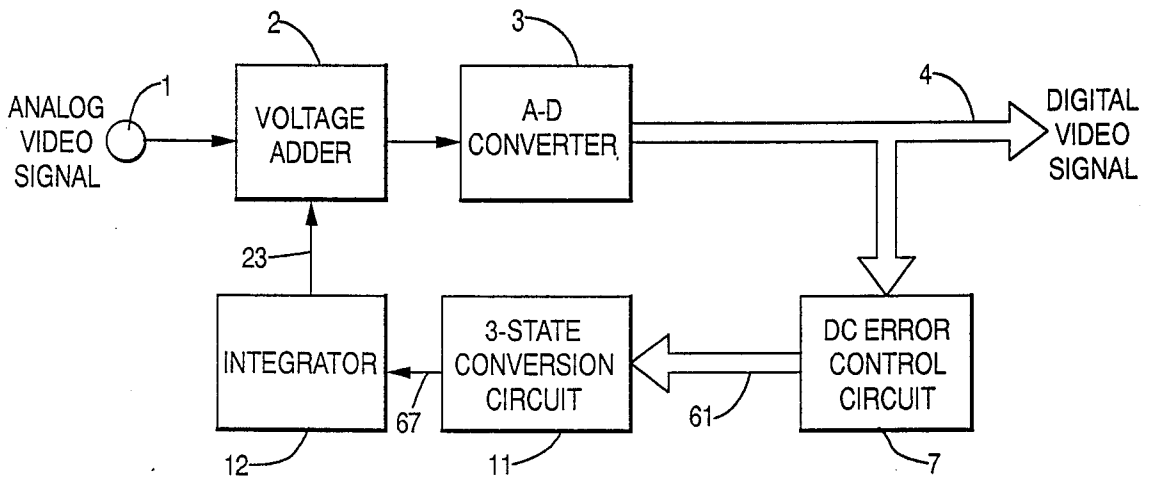 2
3
1
4
ANALOG
VIDEO
SIGNAL
VOLTAGE
ADDER
A-D
CONVERTER
DIGITAL
VIDEO
SIGNAL
23
INTEGRATOR
3-STATE
CONVERSION
CIRCUIT
DC ERROR
CONTROL
CIRCUIT
67
61
12
11
7